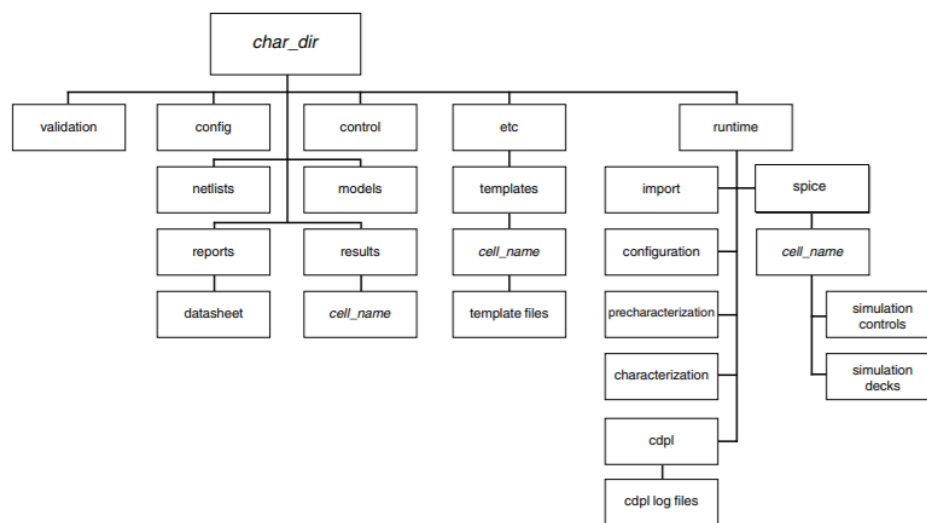 char_dir
validation
config
control
etc
runtime
netlists
models
templates
import
spice
reports
results
cell_name
configuration
cell_name
datasheet
cell_name
template files
precharacterization
simulation
controls
characterization
simulation
decks
cdpl
cdpl log files